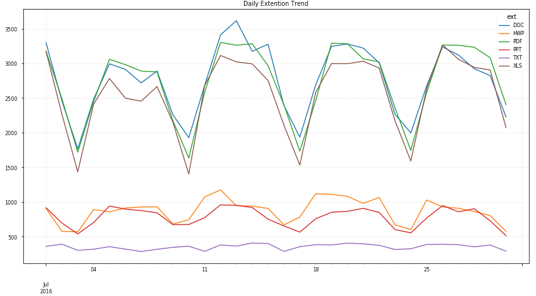 Daily Extention Trend
ext
DOC
HWP
PDF
PPT
TXT
XLS
3500
3000
2500
2000
1500
1000
500
04
11
18
25
Jul
2016